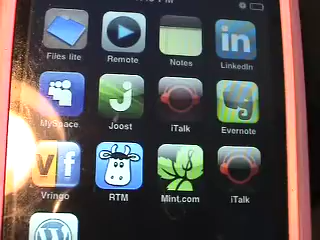 Files lite Remote Notes LinkedIn
in
MySpace Joost iTalk Evernote
J
V f
Vringo RTM Mint.com iTalk
W